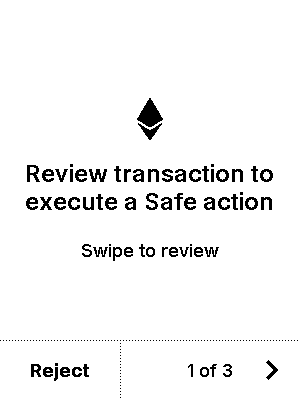 Review transaction to
execute a Safe action
Swipe to review
Reject
1 of 3